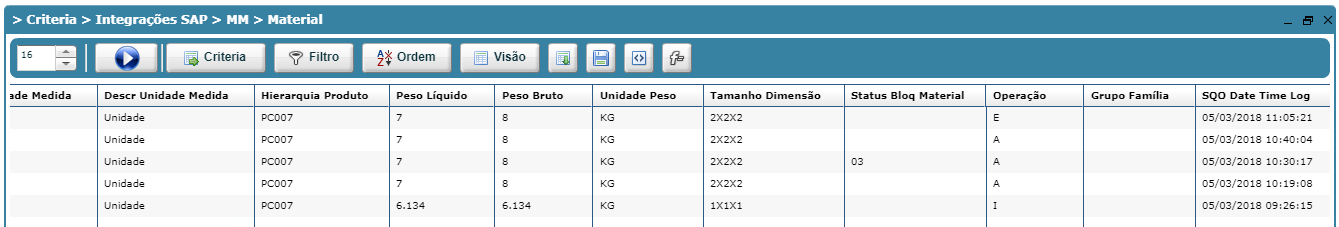 > Criteria > Integrações SAP > MM > Material
16 Criteria Filtro Ordem Visão
ade Medida Descr Unidade Medida Hierarquia Produto Peso Líquido Peso Bruto Unidade Peso Tamanho Dimensão Status Bloq Material Operação Grupo Família SQO Date Time Log
Unidade PC007 7 8 KG 2X2X2 E 05/03/2018 11:05:21
Unidade PC007 7 8 KG 2X2X2 A 05/03/2018 10:40:04
Unidade PC007 7 8 KG 2X2X2 03 A 05/03/2018 10:30:17
Unidade PC007 7 8 KG 2X2X2 A 05/03/2018 10:19:08
Unidade PC007 6.134 6.134 KG 1X1X1 I 05/03/2018 09:26:15